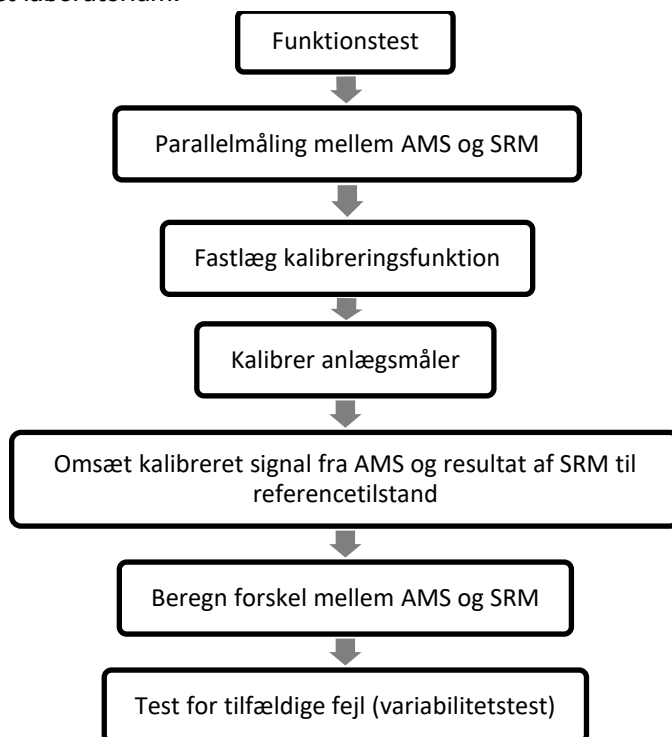 Funktionstest
Parallelmåling mellem AMS og SRM
Fastlæg kalibreringsfunktion
Kalibrer anlægsmåler
Omsæt kalibreret signal fra AMS og resultat af SRM til
referencetilstand
Beregn forskel mellem AMS og SRM
Test for tilfældige fejl (variabilitetstest)